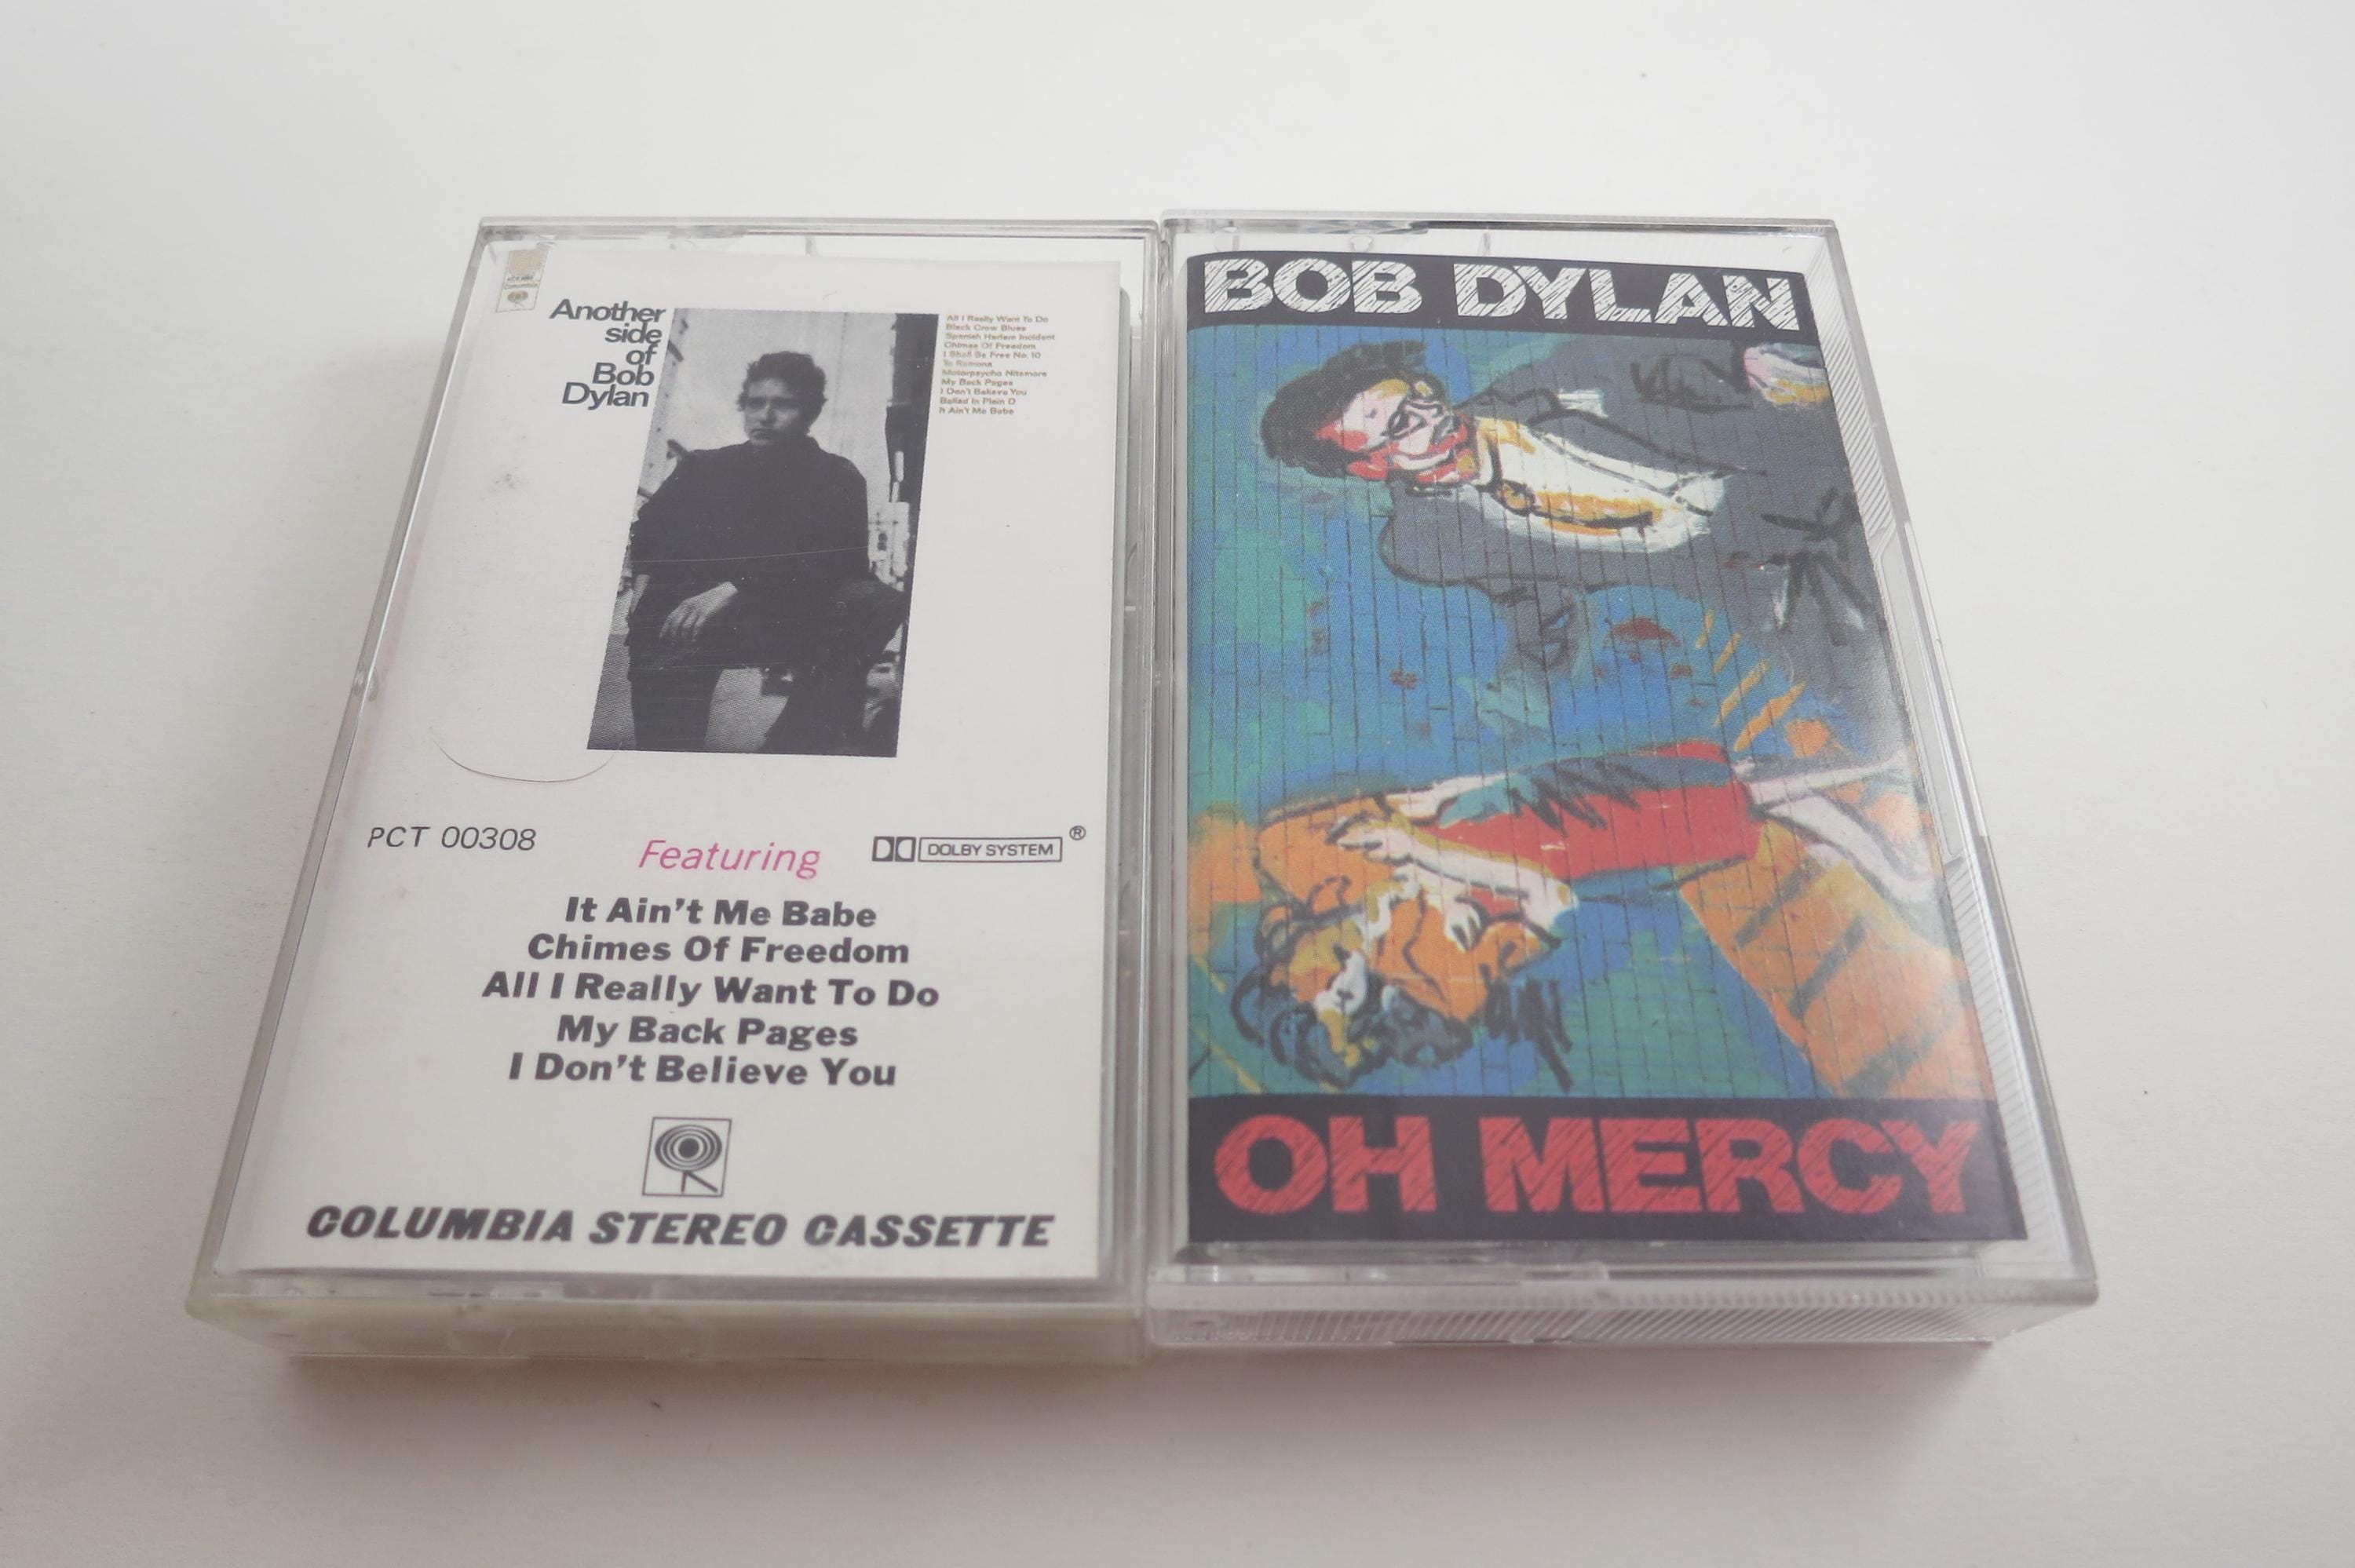 Another
side
of
Bob
Dylan
All I Really Want To Do
Black Crow Blues
Spanish Harlem Incident
Chimes Of Freedom
I Shall Be Free No. 10
To Ramona
Motorpsycho Nitemare
My Back Pages
I Don't Believe You
Ballad In Plain D
It Ain't Me Babe
PCT 00308
Featuring
DOLBY SYSTEM ®
It Ain't Me Babe
Chimes Of Freedom
All I Really Want To Do
My Back Pages
I Don't Believe You
COLUMBIA STEREO CASSETTE
BOB DYLAN
OH MERCY